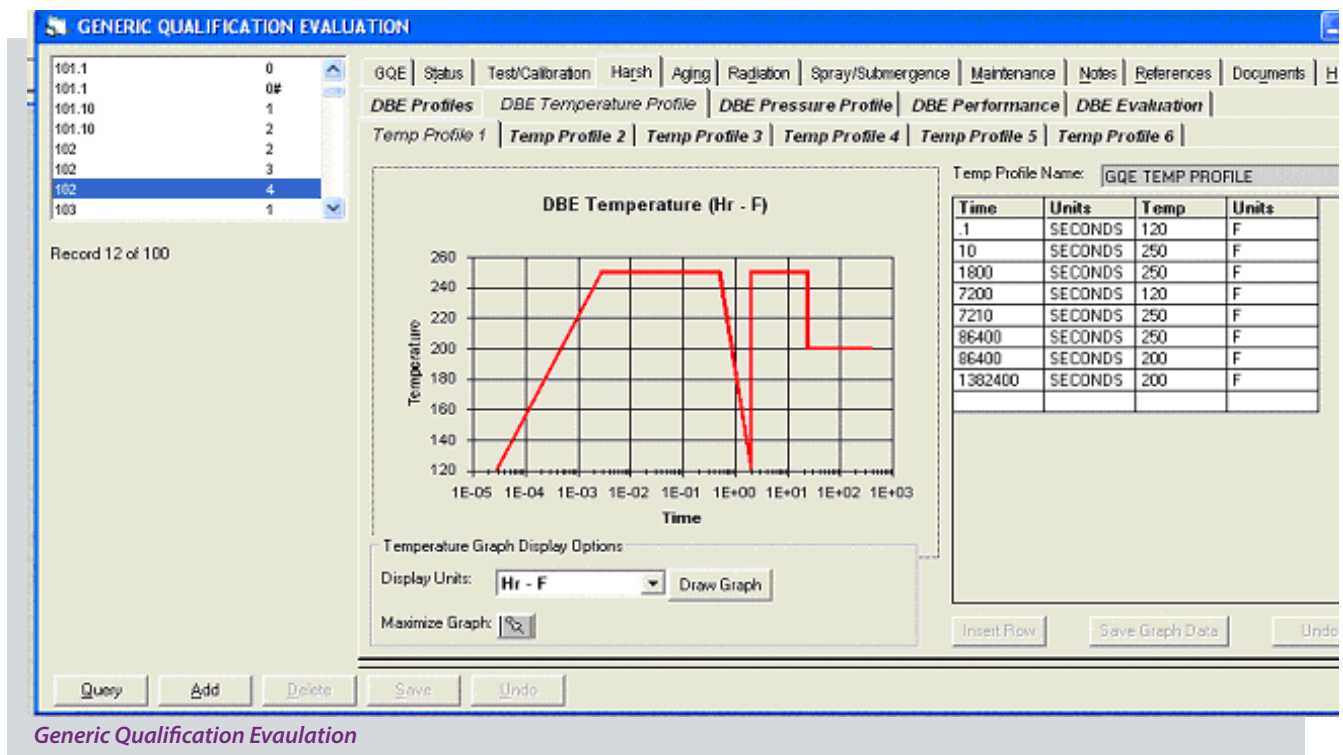 GENERIC QUALIFICATION EVALUATION
101.1 0
101.1 0#
101.10 1
101.10 2
102 2
102 3
102 4
103 1
Record 12 of 100
GQE Status Test/Calibration Harsh Aging Radiation Spray/Submergence Maintenance Notes References Documents H
DBE Profiles DBE Temperature Profile DBE Pressure Profile DBE Performance DBE Evaluation
Temp Profile 1 Temp Profile 2 Temp Profile 3 Temp Profile 4 Temp Profile 5 Temp Profile 6
DBE Temperature (Hr - F)
260
240
220
200
180
160
140
120
Temperature
1E-05 1E-04 1E-03 1E-02 1E-01 1E+00 1E+01 1E+02 1E+03
Time
Temp Profile Name: GQE TEMP PROFILE
Time Units Temp Units
.1 SECONDS 120 F
10 SECONDS 250 F
1800 SECONDS 250 F
7200 SECONDS 120 F
7210 SECONDS 250 F
86400 SECONDS 250 F
86400 SECONDS 200 F
1382400 SECONDS 200 F
Temperature Graph Display Options
Display Units: Hr - F Draw Graph
Maximize Graph:
Insert Row Save Graph Data Undo
Query Add Delete Save Undo
Generic Qualification Evaulation